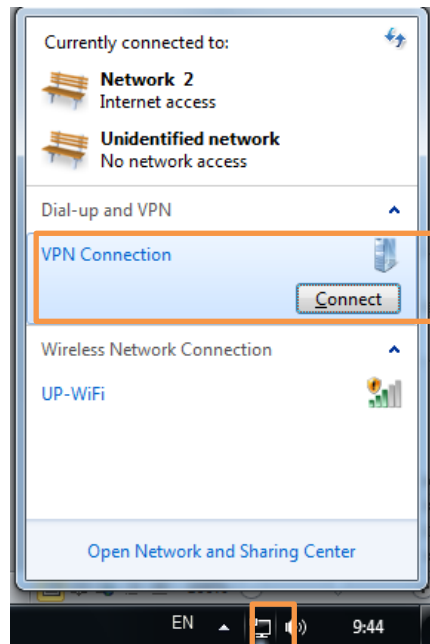 Currently connected to:
Network 2
Internet access
Unidentified network
No network access
Dial-up and VPN
VPN Connection
Connect
Wireless Network Connection
UP-WiFi
Open Network and Sharing Center
EN
9:44